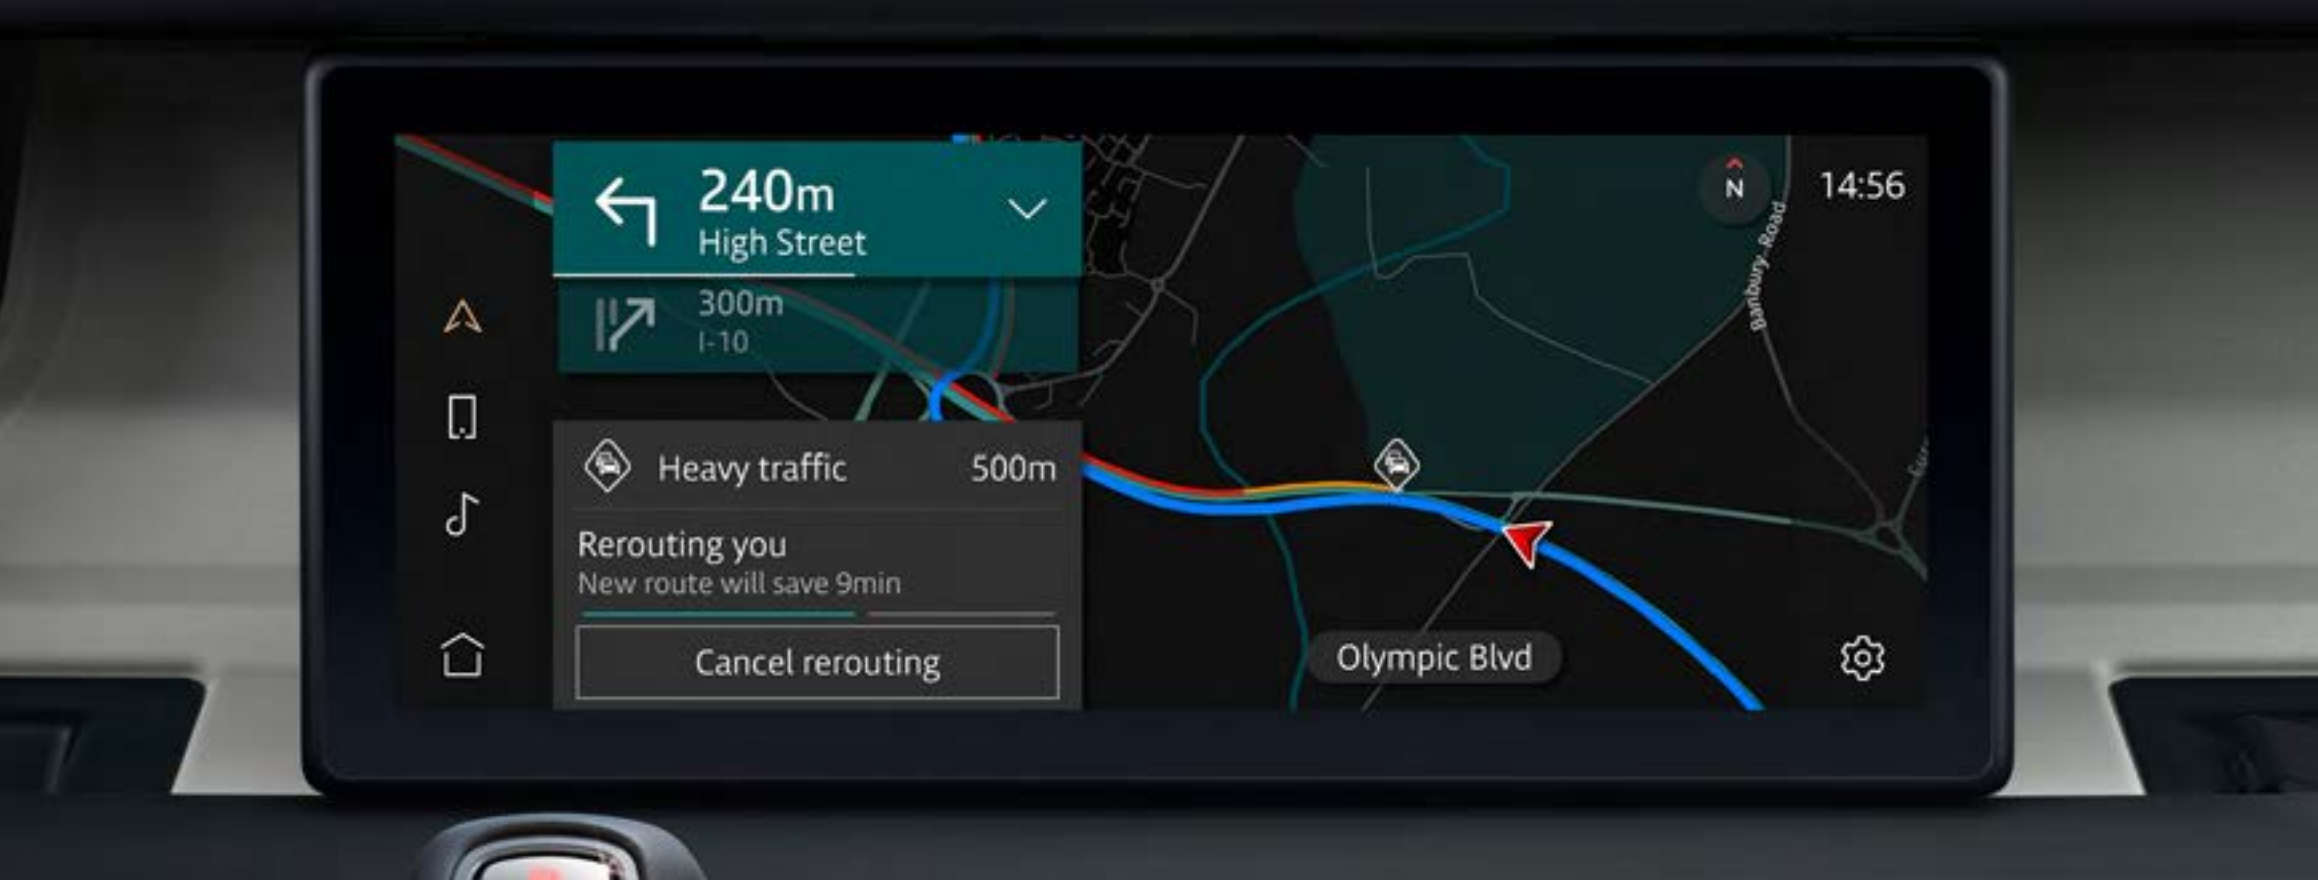 240m
High Street
300m
I-10
Heavy traffic
500m
Rerouting you
New route will save 9min
Cancel rerouting
N
14:56
Banbury Road
Olympic Blvd